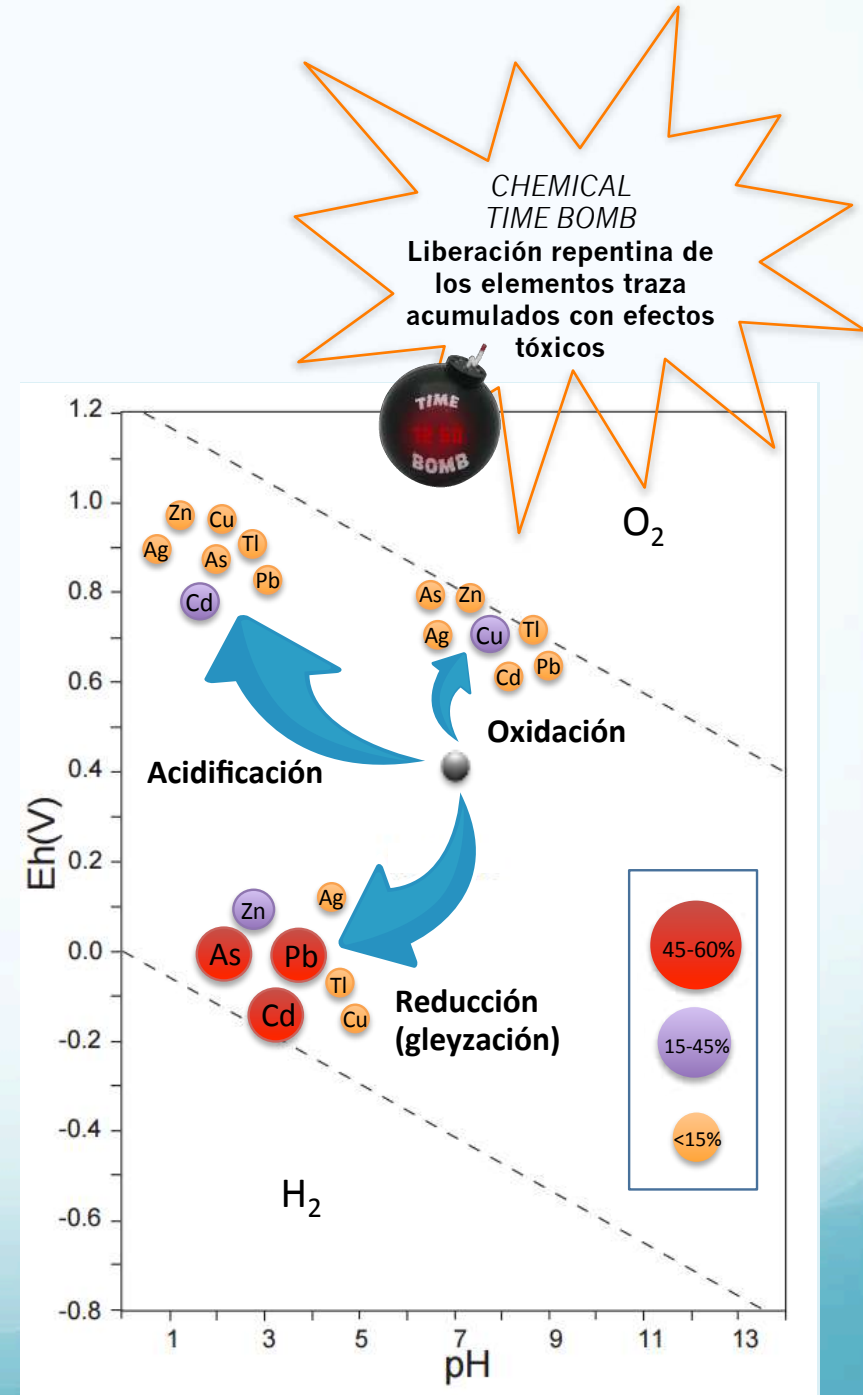 CHEMICAL
TIME BOMB
Liberación repentina de
los elementos traza
acumulados con efectos
tóxicos
TIME
BOMB
1.2
1.0
0.8
0.6
0.4
0.2
0.0
-0.2
-0.4
-0.6
-0.8
Eh(V)
O2
Zn
Cu
Ag
As
Tl
Pb
Cd
As
Zn
Ag
Cu
Tl
Cd
Pb
Oxidación
Acidificación
Ag
Zn
As
Pb
Tl
Cd
Cu
Reducción
(gleyzación)
45-60%
15-45%
<15%
H2
1 3 5 7 9 11 13
pH